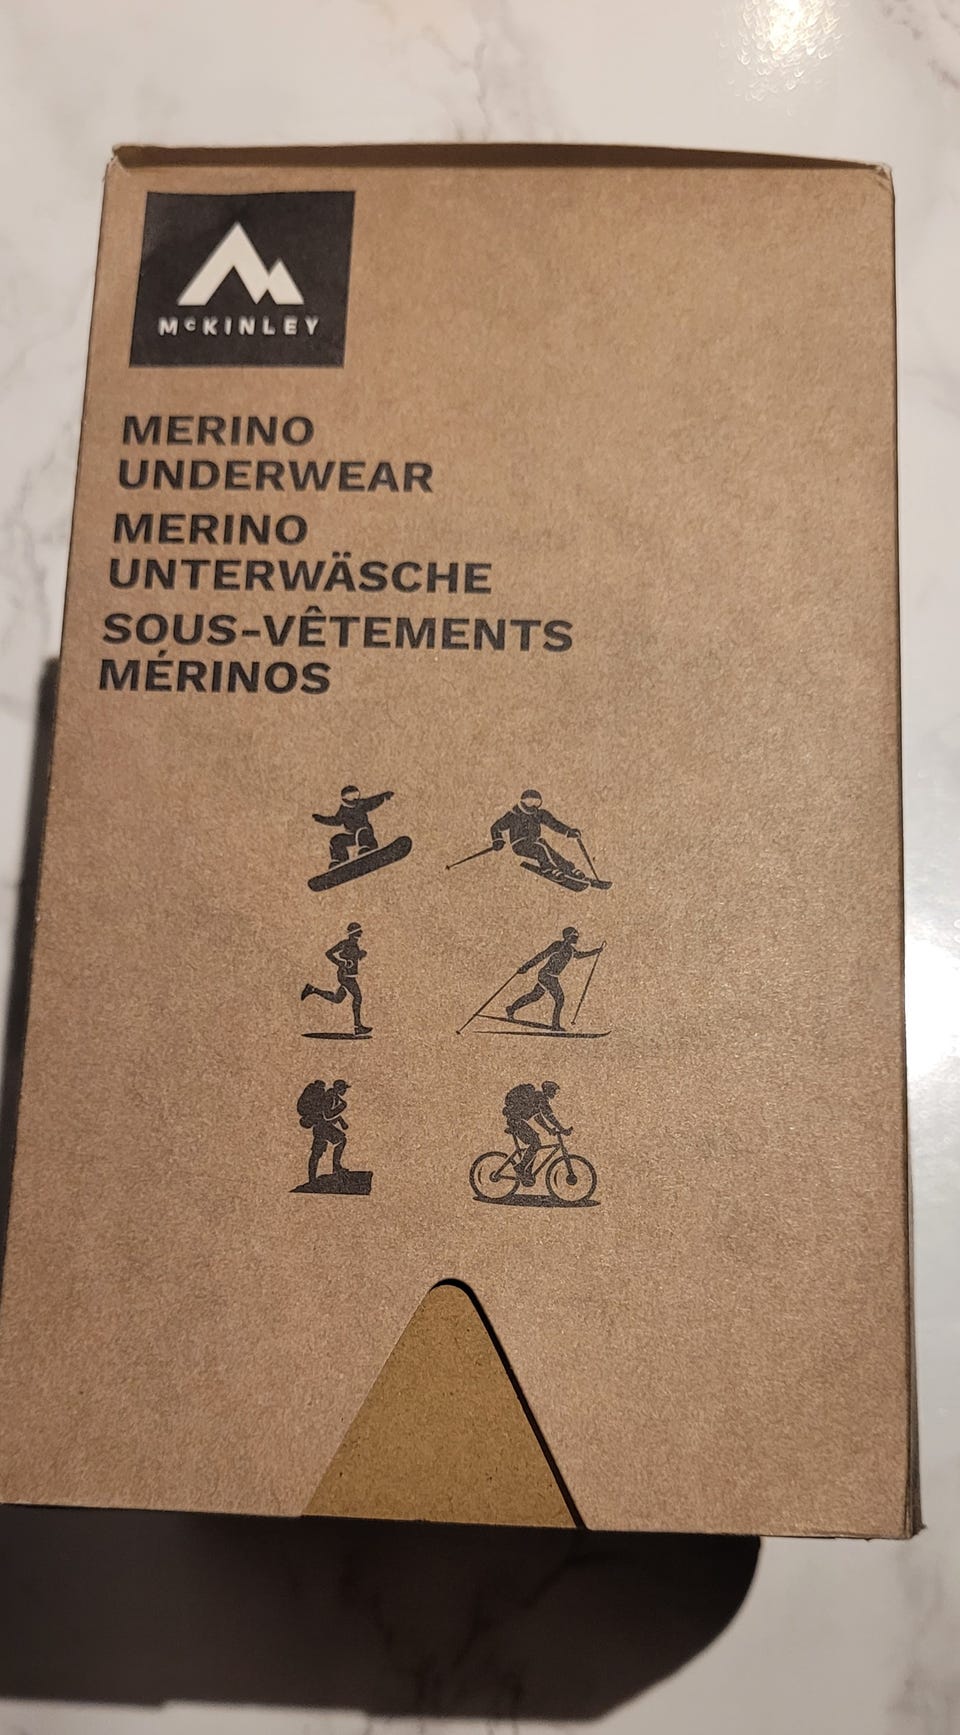 McKINLEY
MERINO
UNDERWEAR
MERINO
UNTERWÄSCHE
SOUS-VÊTEMENTS
MÉRINOS